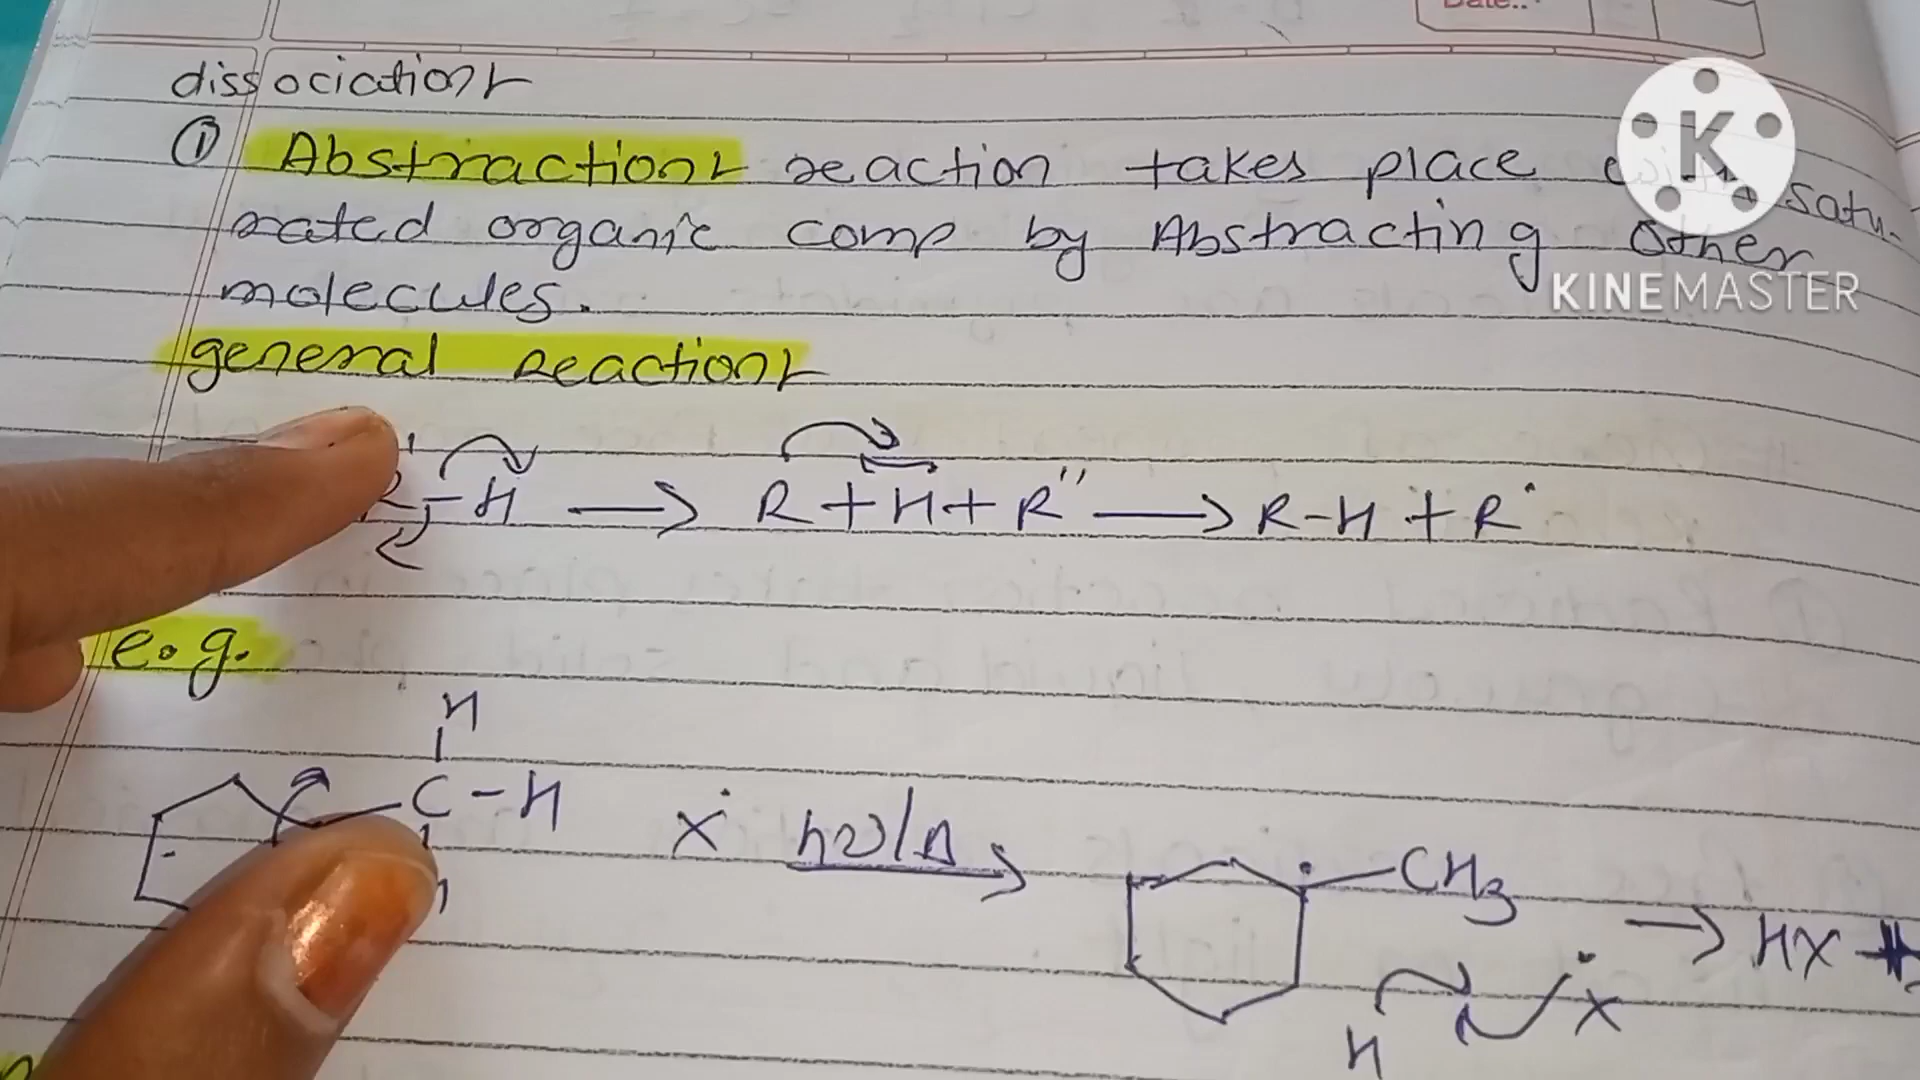 Date..
dissociation
① Abstraction reaction takes place satu-
rated organic comp by Abstracting other
molecules.
general Reaction
R-H → R + H + R'' → R-H + R•
e.g.
H
C-H
X• hν/Δ → CH3
H X• → HX
K
KINEMASTER